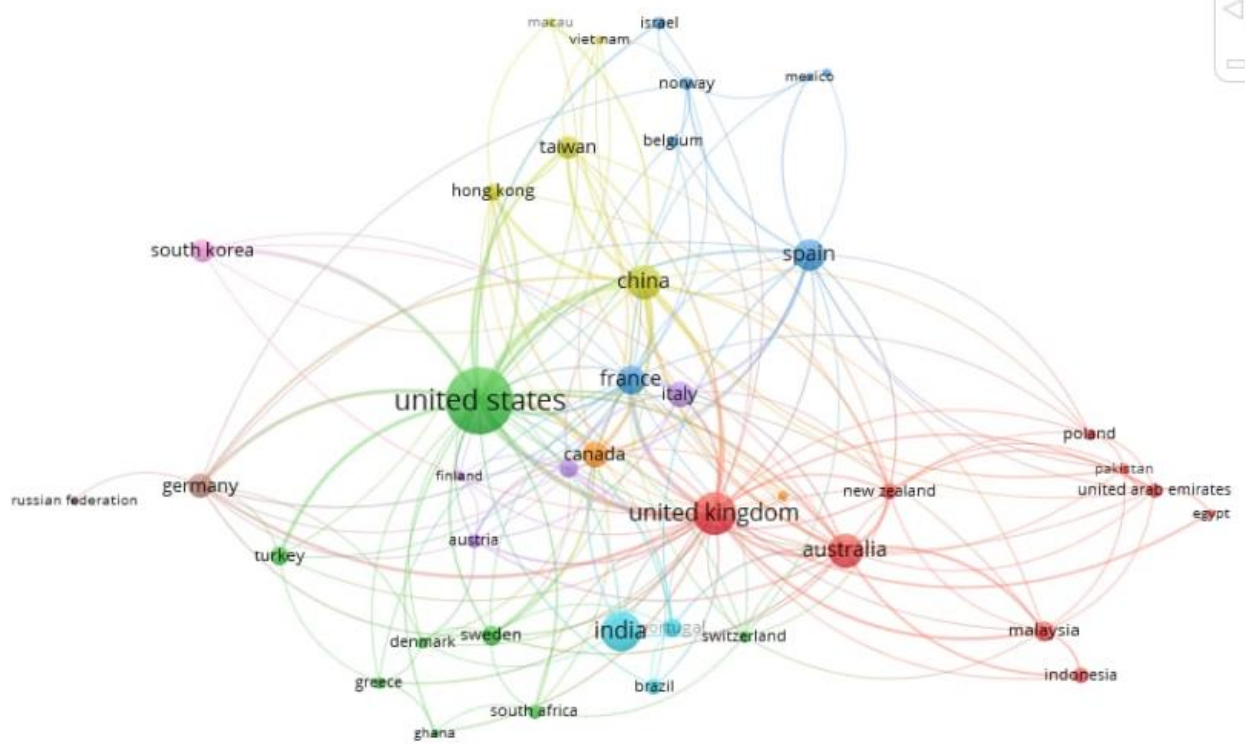 macau
israel
viet nam
norway
mexico
belgium
taiwan
hong kong
south korea
spain
china
france
italy
united states
poland
canada
pakistan
finland
germany
united arab emirates
new zealand
russian federation
united kingdom
egypt
austria
australia
turkey
india
portugal
malaysia
sweden
switzerland
denmark
indonesia
greece
brazil
south africa
ghana